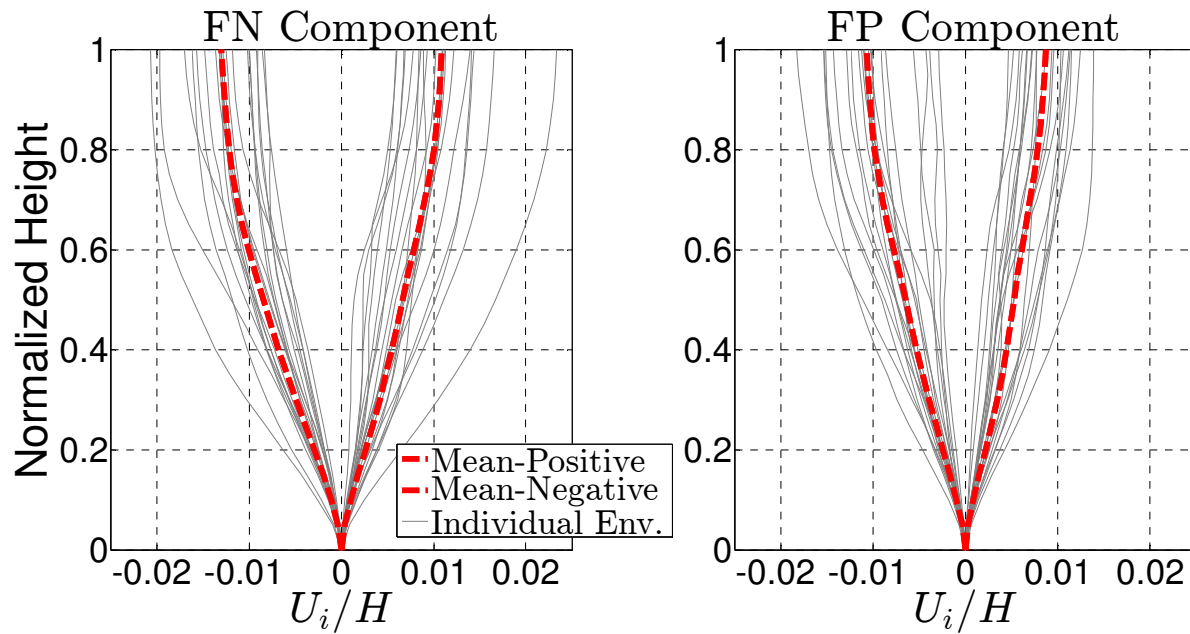 FN Component
FP Component
Normalized Height
1
0.8
0.6
0.4
0.2
0
-0.02 -0.01 0 0.01 0.02
U_i/H
Mean-Positive
Mean-Negative
Individual Env.
1
0.8
0.6
0.4
0.2
0
-0.02 -0.01 0 0.01 0.02
U_i/H